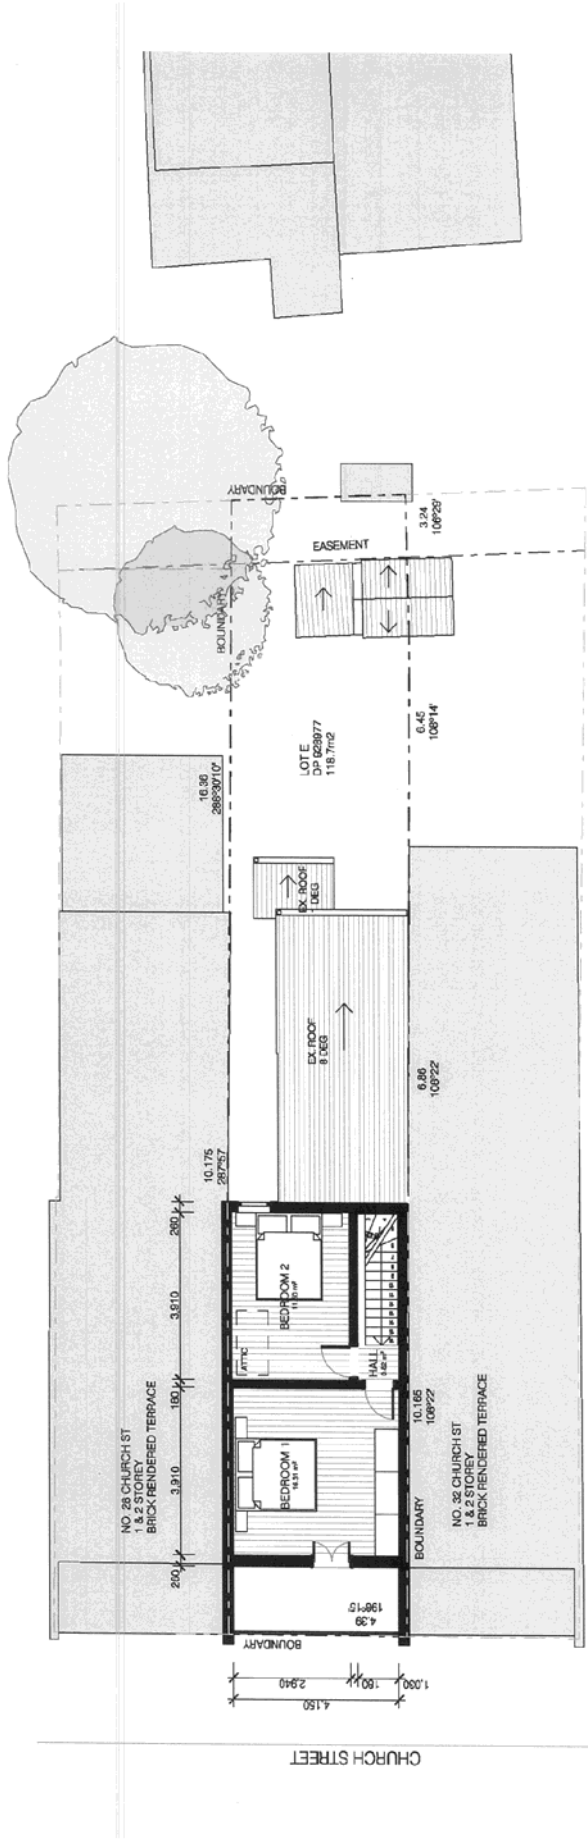 BOUNDARY
3.24
106°29'
EASEMENT
BOUNDARY
LOT E
DP 928977
118.7m2
6.45
108°14'
16.36
286°30'10"
EX. ROOF
DEG
EX. ROOF
8 DEG
6.86
108°22'
10.175
287°57'
260
3,910
180
3,910
260
BEDROOM 2
ATTIC
HALL
BEDROOM 1
10.165
108°22'
NO. 28 CHURCH ST
1 & 2 STOREY
BRICK RENDERED TERRACE
NO. 32 CHURCH ST
1 & 2 STOREY
BRICK RENDERED TERRACE
BOUNDARY
4.39
198°15'
BOUNDARY
2,940
180
1,030
4,150
CHURCH STREET